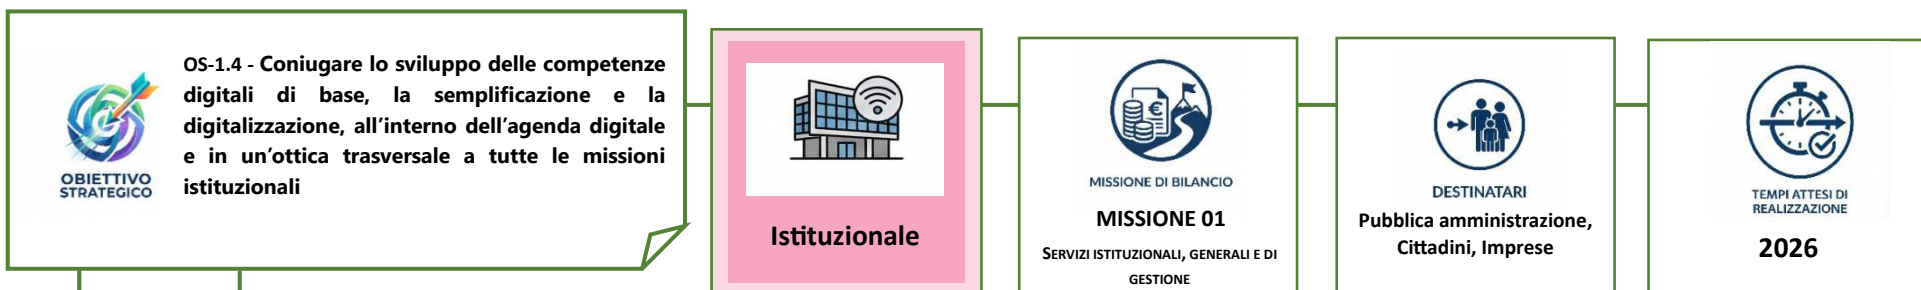 OBIETTIVO
STRATEGICO
OS-1.4 - Coniugare lo sviluppo delle competenze
digitali di base, la semplificazione e la
digitalizzazione, all'interno dell'agenda digitale
e in un'ottica trasversale a tutte le missioni
istituzionali
Istituzionale
MISSIONE DI BILANCIO
MISSIONE 01
SERVIZI ISTITUZIONALI, GENERALI E DI
GESTIONE
DESTINATARI
Pubblica amministrazione,
Cittadini, Imprese
TEMPI ATTESI DI
REALIZZAZIONE
2026